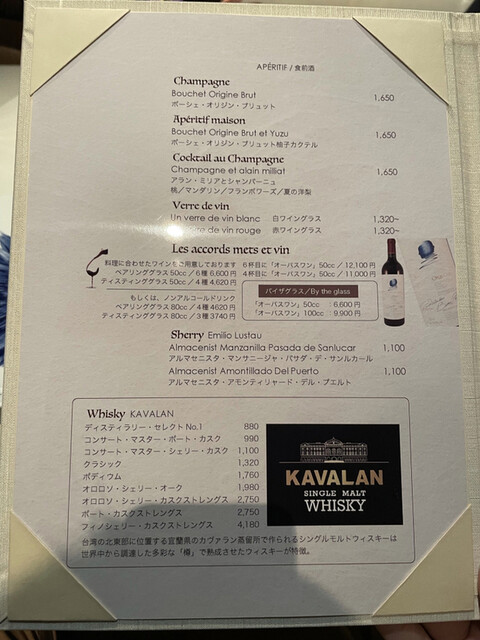 APÉRITIF / 食前酒
Champagne
Bouchet Origine Brut 1,650
ボーシェ・オリジン・ブリュット
Apéritif maison
Bouchet Origine Brut et Yuzu 1,650
ボーシェ・オリジン・ブリュット柚子カクテル
Cocktail au Champagne
Champagne et alain milliat 1,650
アラン・ミリアとシャンパーニュ
桃／マンダリン／フランボワーズ／夏の洋梨
Verre de vin
Un verre de vin blanc 白ワイングラス 1,320~
de vin rouge 赤ワイングラス 1,320~
Les accords mets et vin
料理に合わせたワインをご用意しております
ペアリンググラス 50cc ／ 6種 6,600 円
ティスティンググラス 50cc ／ 4種 4,620
6杯目に「オーパスワン」50cc ／ 12,100 円
4杯目に「オーパスワン」50cc ／ 11,000 円
もしくは、ノンアルコールドリンク
ペアリンググラス 80cc ／ 4種 4620
ティスティンググラス 80cc ／ 3種 3740
バイザグラス／By the glass
「オーパスワン」 50cc : 6,600円
「オーパスワン」 100cc : 9,900円
Sherry Emilio Lustau
Almacenist Manzanilla Pasada de Sanlucar 1,100
アルマセニスタ・マンサニージャ・パサダ・デ・サンルカール
Almacenist Amontillado Del Puerto 1,100
アルマセニスタ・アモンティリャード・デル・プエルト
Whisky KAVALAN
ディスティラリー・セレクト No.1 880
コンサート・マスター・ポート・カスク 990
コンサート・マスター・シェリー・カスク 1,100
クラシック 1,320
ポディウム 1,760
オロロソ・シェリー・オーク 1,980
オロロソ・シェリー・カスクストレングス 2,750
ポート・カスクストレングス 2,750
フィノシェリー・カスクストレングス 4,180
KAVALAN
SINGLE MALT
WHISKY
台湾の北東部に位置する宜蘭県のカヴァラン蒸留所で作られるシングルモルトウィスキーは
世界中から調達した多彩な「樽」で熟成させたウィスキーが特徴。